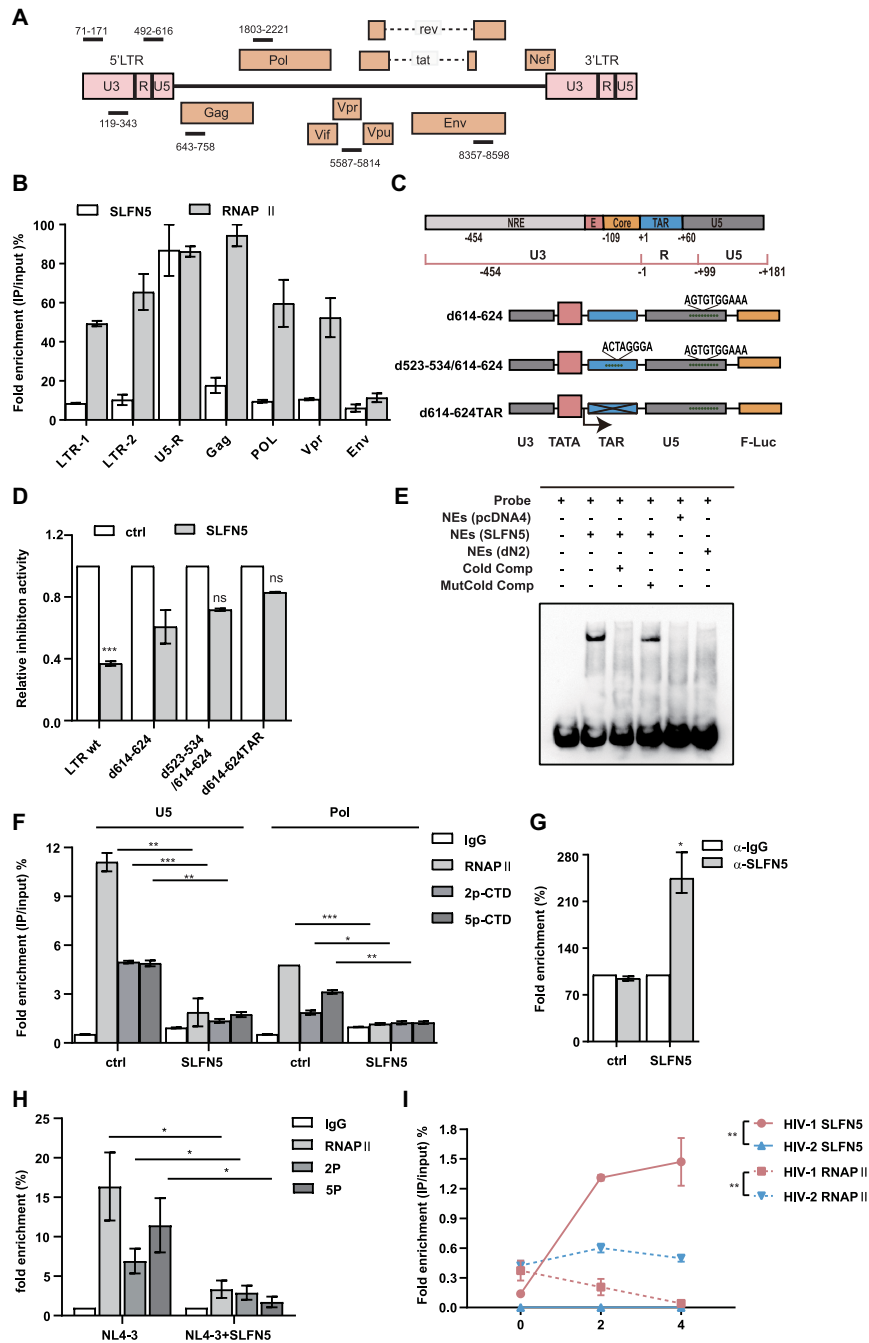 A
71-171 492-616 1803-2221
rev
5'LTR Pol tat Nef 3'LTR
U3 R U5 U3 R U5
119-343 Gag Vpr Env
643-758 Vif Vpu
5587-5814 8357-8598
B
SLFN5 RNAP II
Fold enrichment (IP/input )%
100
80
60
40
20
0
LTR-1 LTR-2 U5-R Gag POL Vpr Env
C
NRE E Core TAR U5
-454 -109 +1 -+60
U3 R U5
-454 -1 -+99 -+181
AGTGTGGAAA
d614-624
ACTAGGGA AGTGTGGAAA
d523-534/614-624
d614-624TAR
U3 TATA TAR U5 F-Luc
D
ctrl SLFN5
Relative inhibiton activity
1.2
0.8
0.4
0.0
*** ns ns
LTR wt d614-624 d523-534 /614-624 d614-624TAR
E
Probe + + + + + +
NEs (pcDNA4) - - - - + -
NEs (SLFN5) - + + + - -
NEs (dN2) - - - - - +
Cold Comp - - + - - -
MutCold Comp - - - + - -
F
U5 Pol
IgG
RNAP II
2p-CTD
5p-CTD
Fold enrichment (IP/input) %
12
9
6
3
0
** *** **
*** * **
ctrl SLFN5 ctrl SLFN5
G
α-IgG
α-SLFN5
Fold enrichment (%)
280
210
140
70
0
*
ctrl SLFN5
H
IgG
RNAP II
2P
5P
fold enrichment (%)
25
20
15
10
5
0
* * *
NL4-3 NL4-3+SLFN5
I
Fold enrichment (IP/input) %
1.8
1.5
1.2
0.9
0.6
0.3
0.0
0 2 4
HIV-1 SLFN5
** HIV-2 SLFN5
HIV-1 RNAP II
** HIV-2 RNAP II